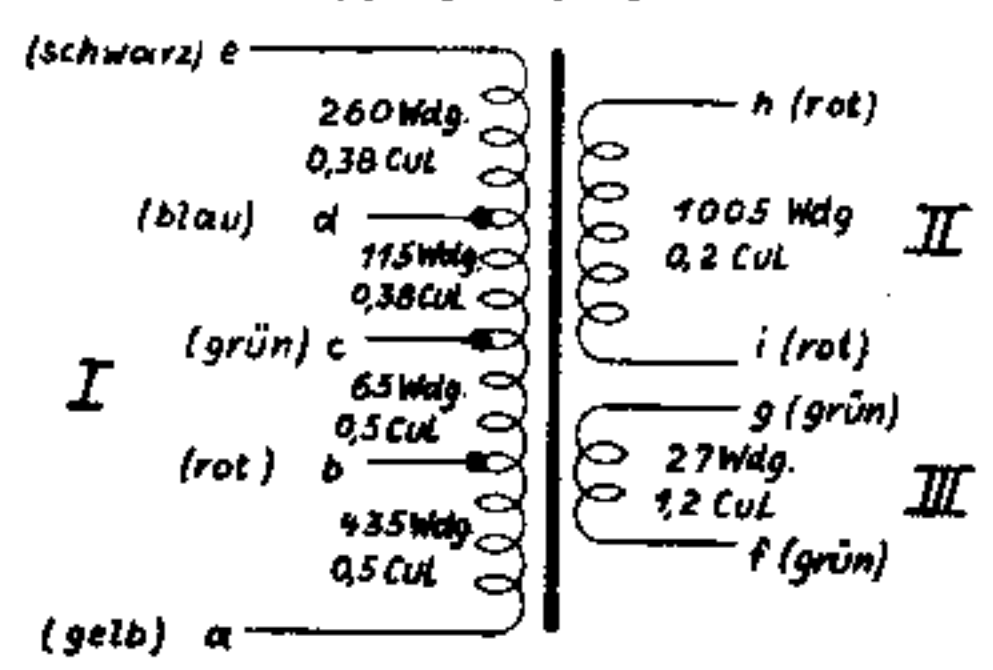 (schwarz) e
260 Wdg.
0,38 CuL
(blau) d
115 Wdg.
0,38 CuL
(grün) c
65 Wdg.
0,5 CuL
(rot) b
435 Wdg.
0,5 CuL
(gelb) a
I
h (rot)
1005 Wdg
0,2 CuL
II
i (rot)
g (grün)
27 Wdg.
1,2 CuL
III
f (grün)